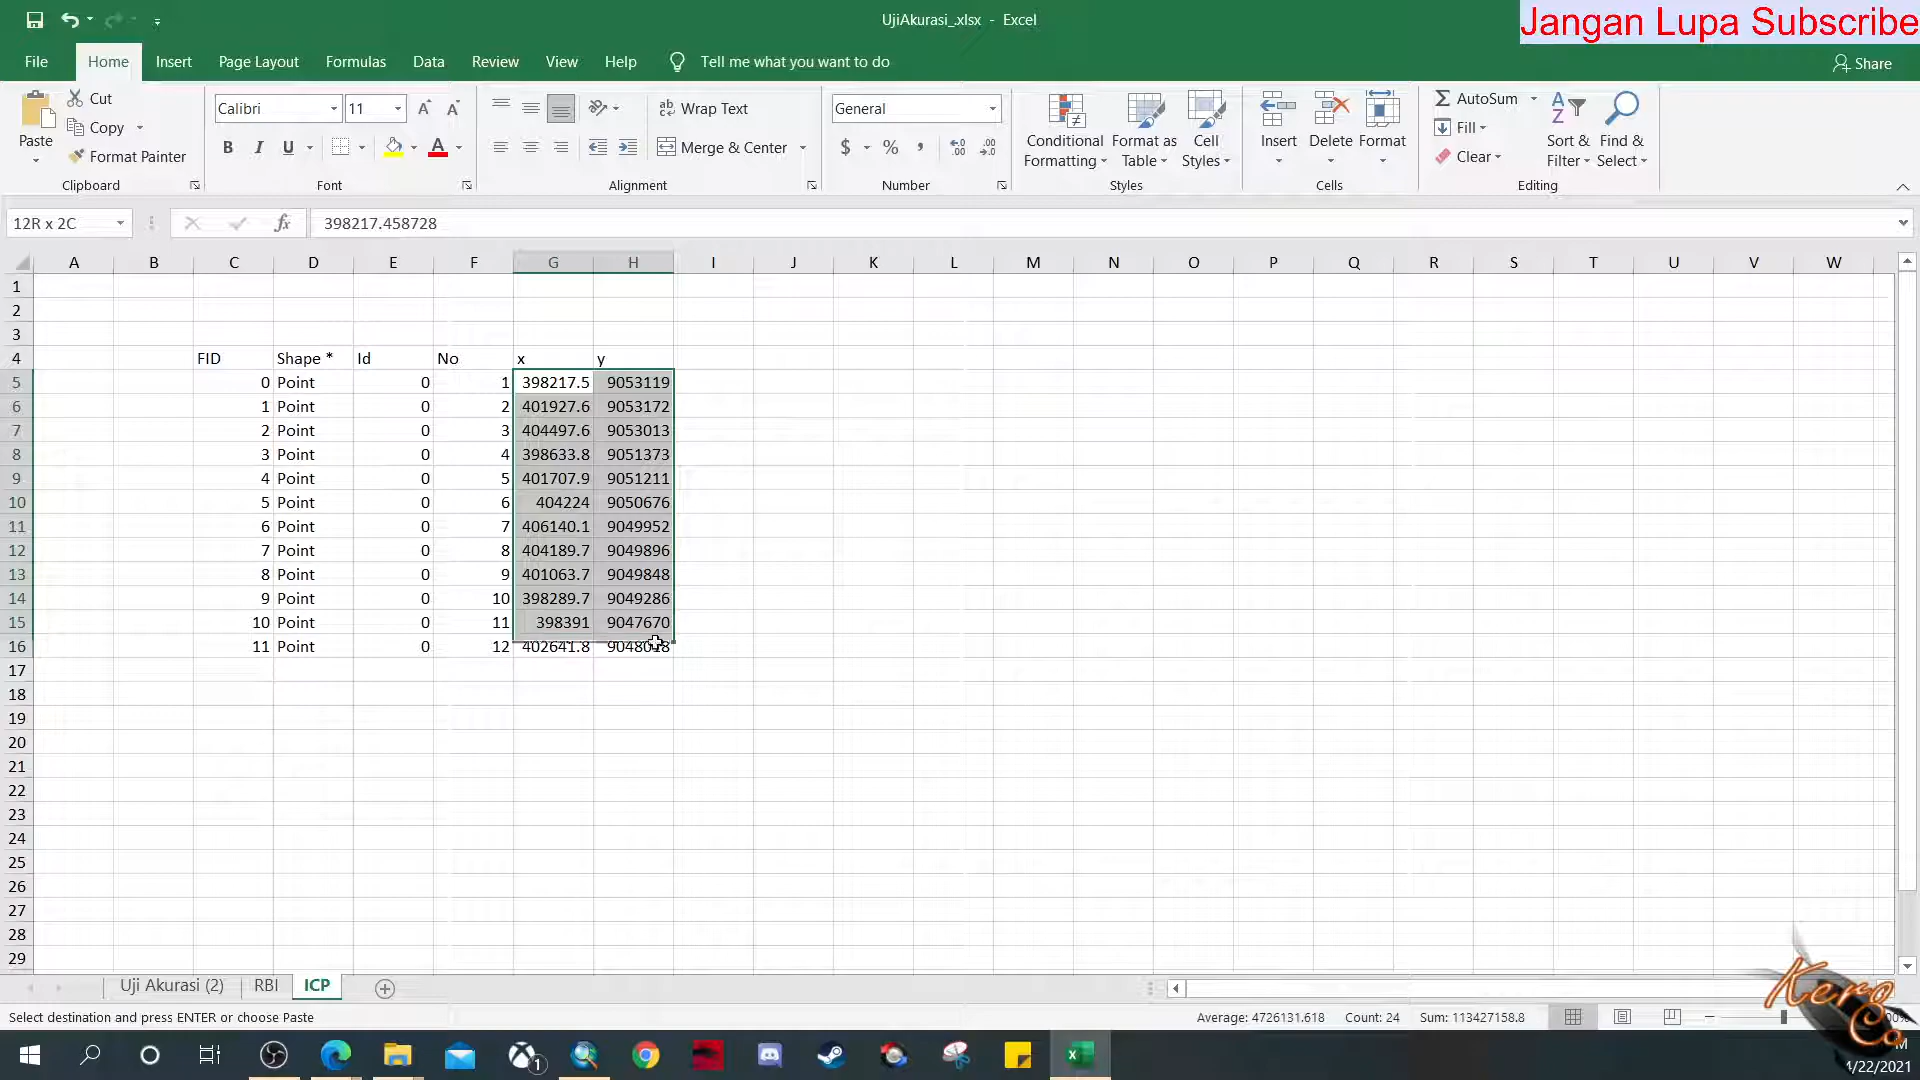 UjiAkurasi_.xlsx - Excel
Jangan Lupa Subscribe
File Home Insert Page Layout Formulas Data Review View Help Tell me what you want to do Share
Cut
Copy
Format Painter
Paste
Clipboard
Calibri 11
B I U
Font
Wrap Text
Merge & Center
Alignment
General
$ % ,
Number
Conditional Formatting
Format as Table
Cell Styles
Styles
Insert Delete Format
Cells
AutoSum
Fill
Clear
Sort & Filter
Find & Select
Editing
12R x 2C fx 398217.458728
A B C D E F G H I J K L M N O P Q R S T U V W
1
2
3
4 FID Shape * Id No x y
5 0 Point 0 1 398217.5 9053119
6 1 Point 0 2 401927.6 9053172
7 2 Point 0 3 404497.6 9053013
8 3 Point 0 4 398633.8 9051373
9 4 Point 0 5 401707.9 9051211
10 5 Point 0 6 404224 9050676
11 6 Point 0 7 406140.1 9049952
12 7 Point 0 8 404189.7 9049896
13 8 Point 0 9 401063.7 9049848
14 9 Point 0 10 398289.7 9049286
15 10 Point 0 11 398391 9047670
16 11 Point 0 12 402641.8
17
18
19
20
21
22
23
24
25
26
27
28
29
Uji Akurasi (2) RBI ICP
Select destination and press ENTER or choose Paste
Average: 4726131.618 Count: 24 Sum: 113427158.8
Kero Co
4/22/2021